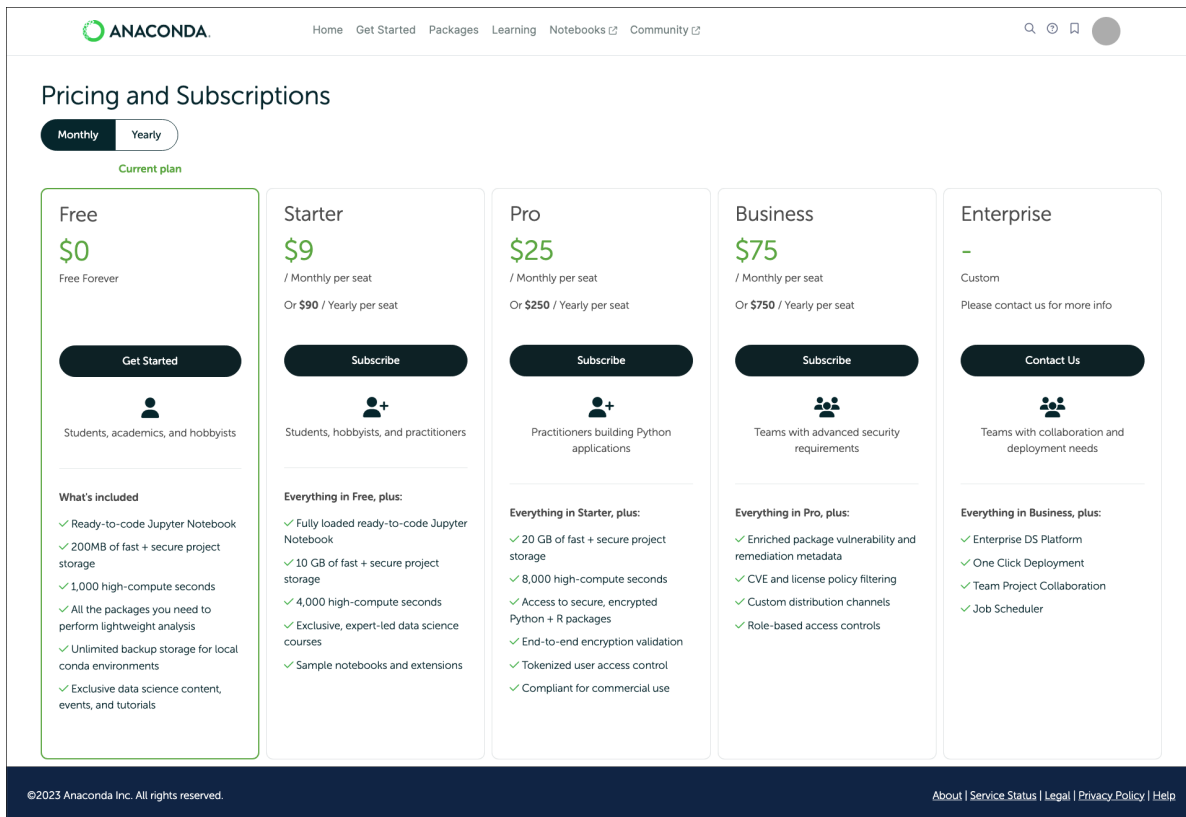 ANACONDA.
Home Get Started Packages Learning Notebooks Community
Pricing and Subscriptions
Monthly Yearly
Current plan
Free
$0
Free Forever
Get Started
Students, academics, and hobbyists
What's included
Ready-to-code Jupyter Notebook
200MB of fast + secure project
storage
1,000 high-compute seconds
All the packages you need to
perform lightweight analysis
Unlimited backup storage for local
conda environments
Exclusive data science content,
events, and tutorials
Starter
$9
/ Monthly per seat
Or $90 / Yearly per seat
Subscribe
Students, hobbyists, and practitioners
Everything in Free, plus:
Fully loaded ready-to-code Jupyter
Notebook
10 GB of fast + secure project
storage
4,000 high-compute seconds
Exclusive, expert-led data science
courses
Sample notebooks and extensions
Pro
$25
/ Monthly per seat
Or $250 / Yearly per seat
Subscribe
Practitioners building Python
applications
Everything in Starter, plus:
20 GB of fast + secure project
storage
8,000 high-compute seconds
Access to secure, encrypted
Python + R packages
End-to-end encryption validation
Tokenized user access control
Compliant for commercial use
Business
$75
/ Monthly per seat
Or $750 / Yearly per seat
Subscribe
Teams with advanced security
requirements
Everything in Pro, plus:
Enriched package vulnerability and
remediation metadata
CVE and license policy filtering
Custom distribution channels
Role-based access controls
Enterprise
-
Custom
Please contact us for more info
Contact Us
Teams with collaboration and
deployment needs
Everything in Business, plus:
Enterprise DS Platform
One Click Deployment
Team Project Collaboration
Job Scheduler
©2023 Anaconda Inc. All rights reserved.
About | Service Status | Legal | Privacy Policy | Help